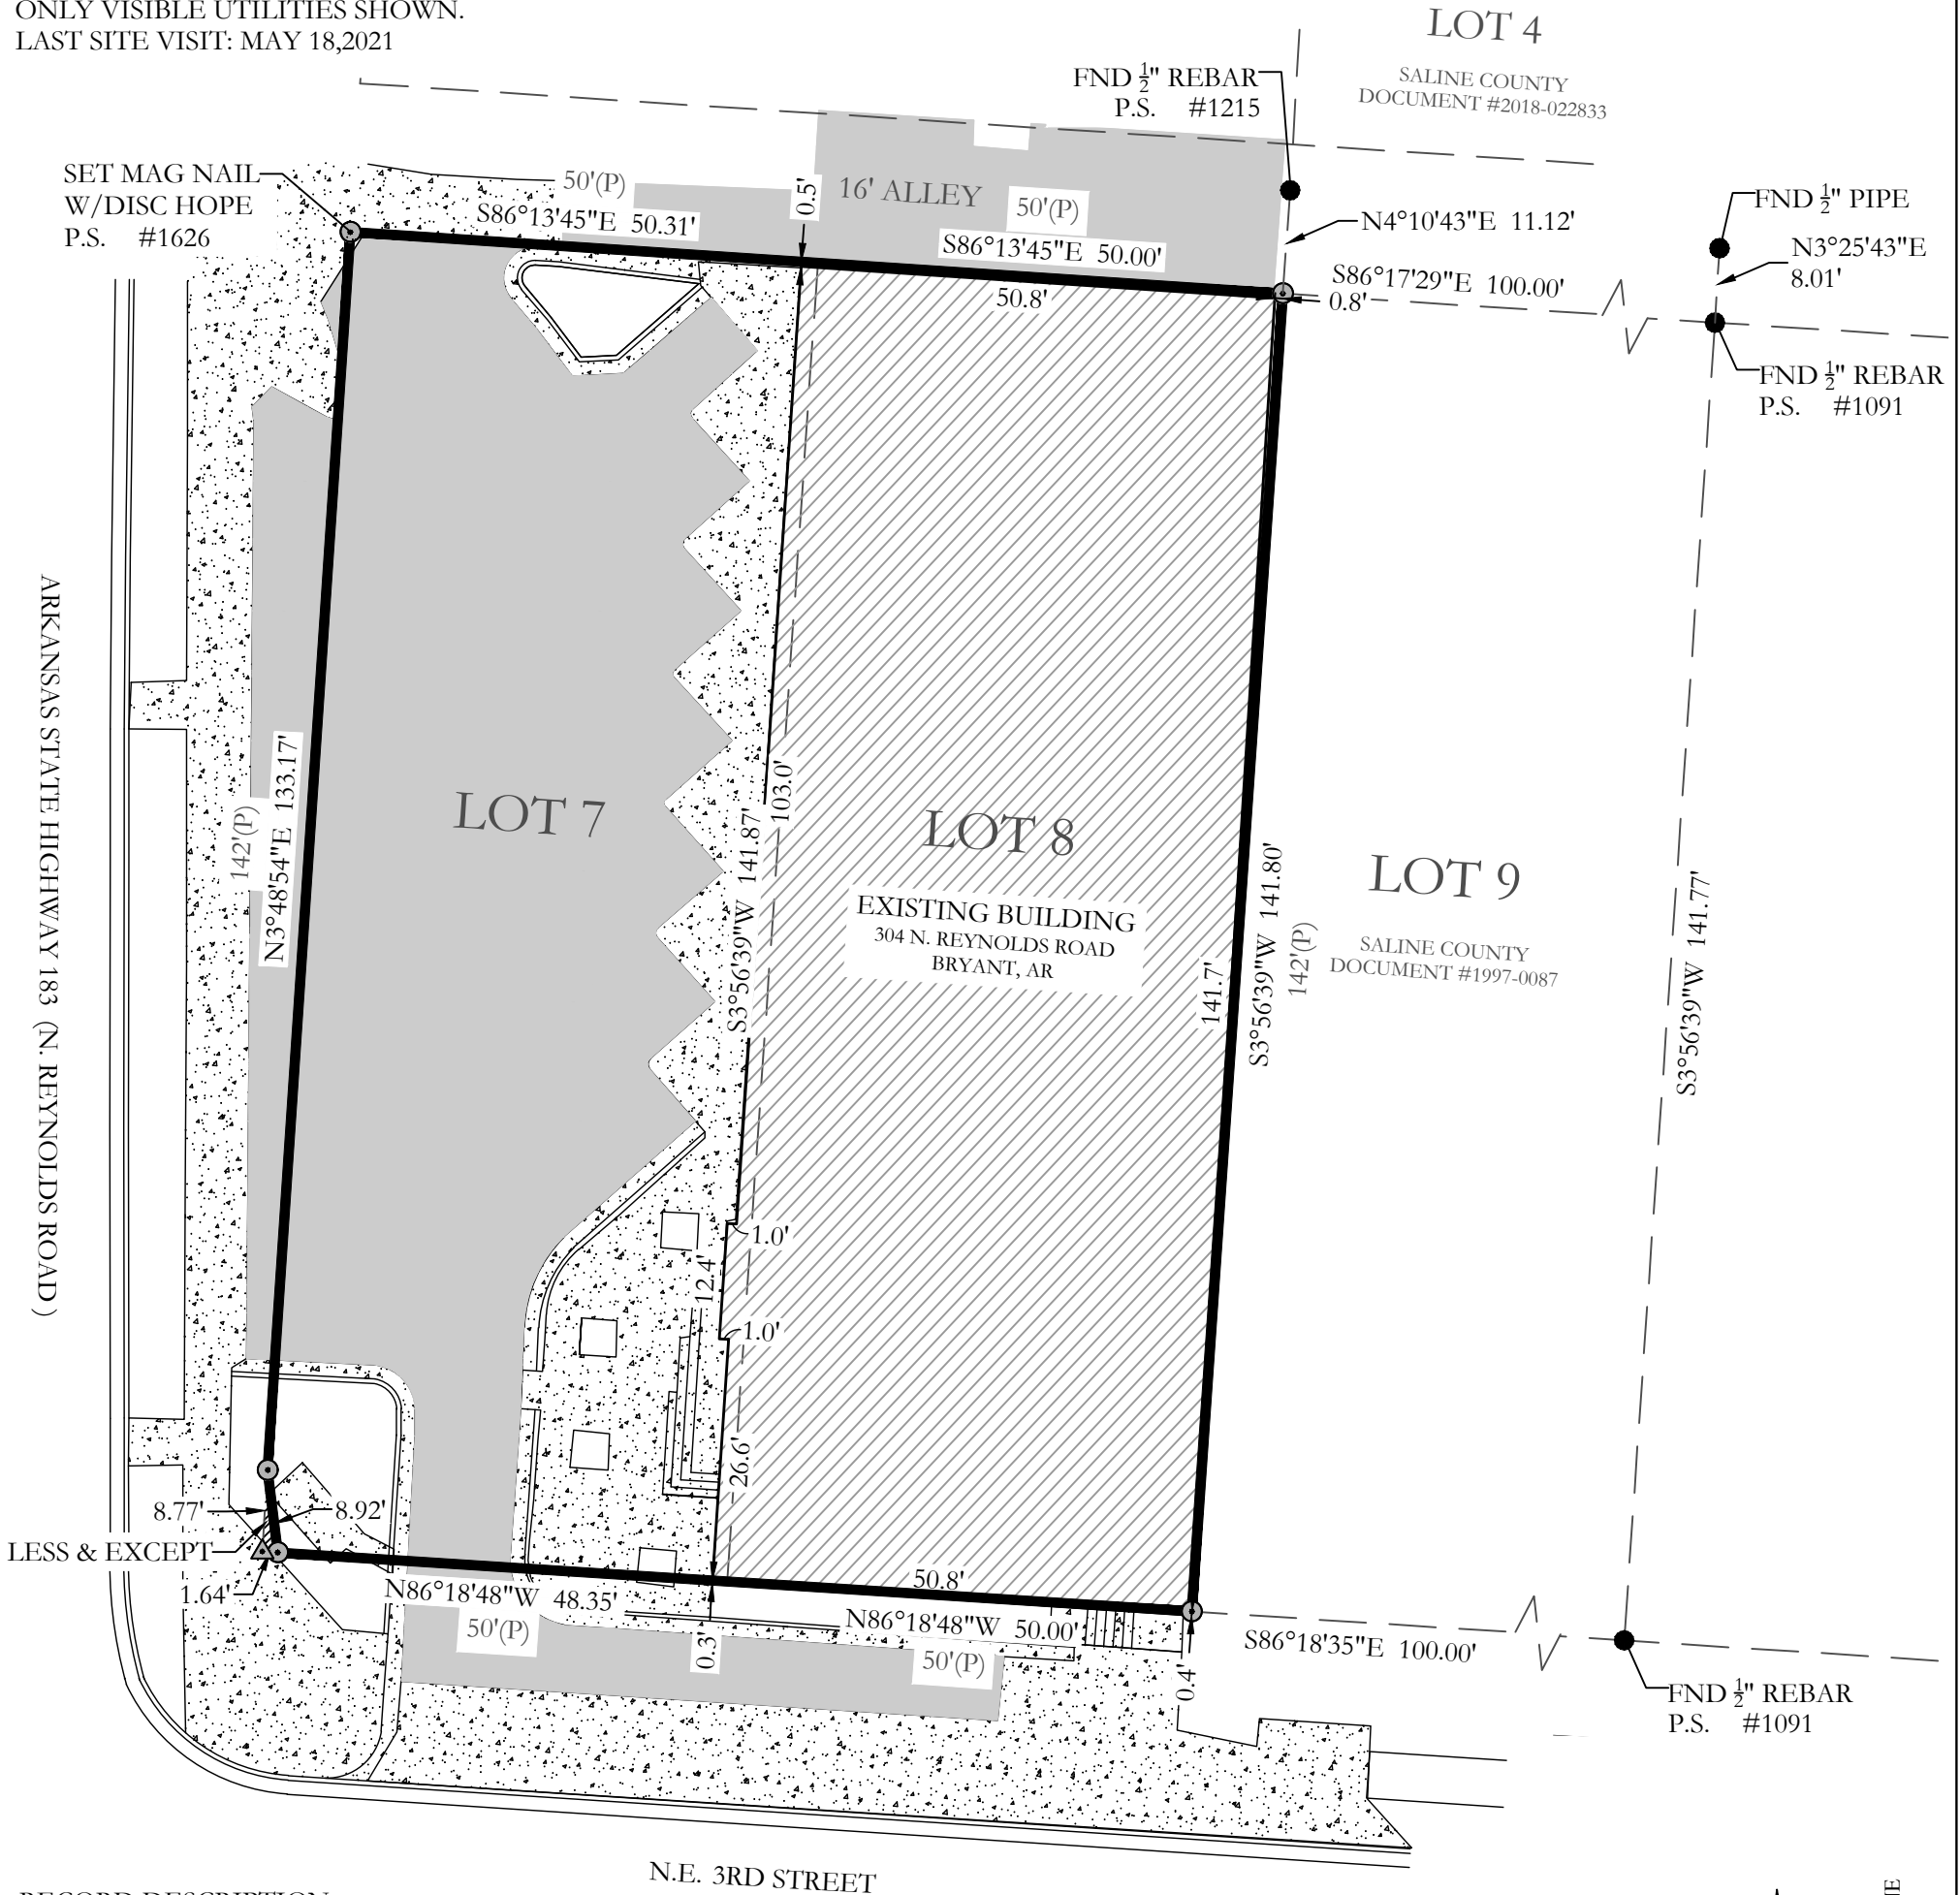 ONLY VISIBLE UTILITIES SHOWN.
LAST SITE VISIT: MAY 18,2021
LOT 4
SALINE COUNTY
DOCUMENT #2018-022833
FND ½" REBAR
P.S. #1215
SET MAG NAIL
W/DISC HOPE
P.S. #1626
50'(P)
S86°13'45"E 50.31'
0.5'
16' ALLEY
50'(P)
S86°13'45"E 50.00'
50.8'
N4°10'43"E 11.12'
S86°17'29"E 100.00'
0.8'
FND ½" PIPE
N3°25'43"E
8.01'
FND ½" REBAR
P.S. #1091
ARKANSAS STATE HIGHWAY 183 (N. REYNOLDS ROAD)
142'(P)
N3°48'54"E 133.17'
LOT 7
S3°56'39"W 141.87'
103.0'
LOT 8
EXISTING BUILDING
304 N. REYNOLDS ROAD
BRYANT, AR
141.7'
S3°56'39"W 141.80'
142'(P)
LOT 9
SALINE COUNTY
DOCUMENT #1997-0087
S3°56'39"W 141.77'
1.0'
12.4'
1.0'
26.6'
8.77'
8.92'
LESS & EXCEPT
1.64'
N86°18'48"W 48.35'
50'(P)
0.3'
50.8'
N86°18'48"W 50.00'
50'(P)
0.4'
S86°18'35"E 100.00'
FND ½" REBAR
P.S. #1091
N.E. 3RD STREET
RECORD DESCRIPTION